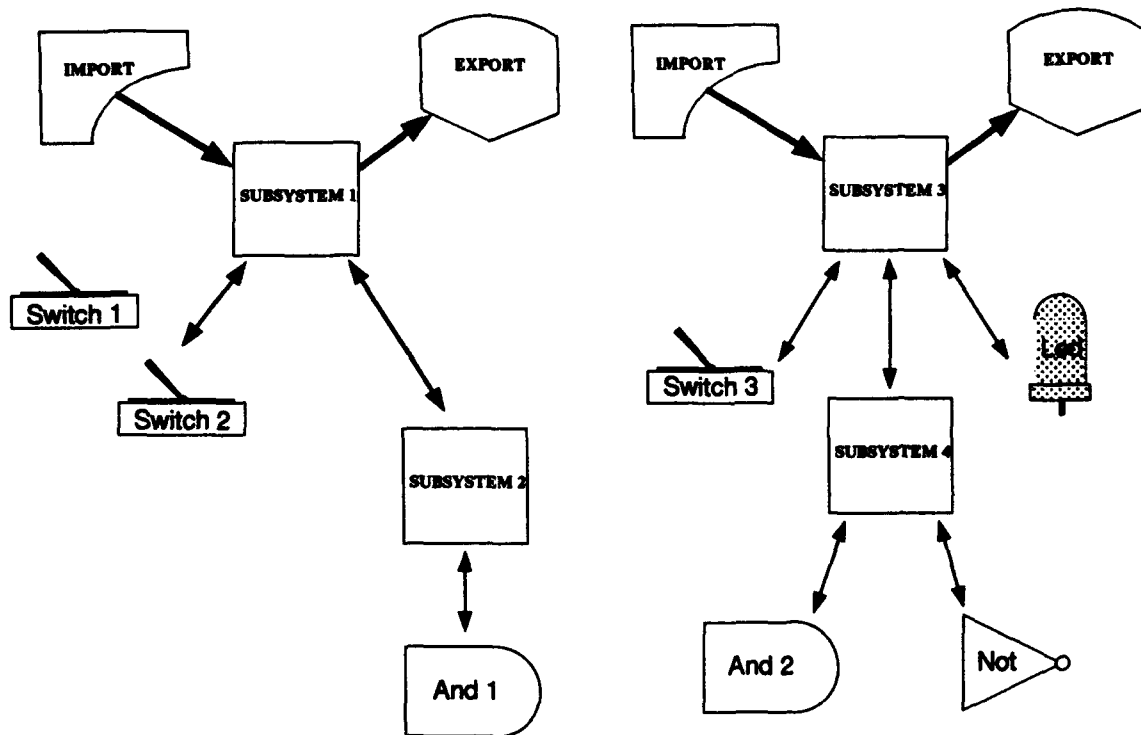 IMPORT
EXPORT
SUBSYSTEM 1
Switch 1
Switch 2
SUBSYSTEM 2
And 1
IMPORT
EXPORT
SUBSYSTEM 3
Switch 3
Led
SUBSYSTEM 4
And 2
Not